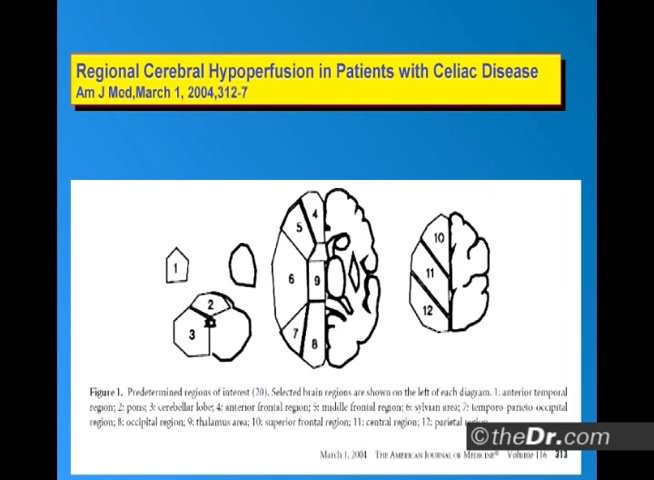 Regional Cerebral Hypoperfusion in Patients with Celiac Disease
Am J Med,March 1, 2004,312-7
4
5
10
1
6
9
11
2
12
3
7
8
Figure 1. Predetermined regions of interest (20). Selected brain regions are shown on the left of each diagram. 1: anterior temporal
region; 2: pons; 3: cerebellar lobe; 4: anterior frontal region; 5: middle frontal region; 6: sylvian area; 7: temporo-parieto-occipital
region; 8: occipital region; 9: thalamus area; 10: superior frontal region; 11: central region; 12: parietal region.
©theDr.com
March 1, 2004 THE AMERICAN JOURNAL OF MEDICINE® Volume 116 313